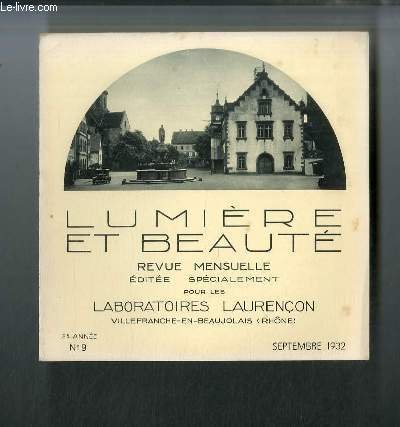 Le-Livre.com
LUMIÈRE
ET BEAUTÉ
REVUE MENSUELLE
ÉDITÉE SPÉCIALEMENT
POUR LES
LABORATOIRES LAURENÇON
VILLEFRANCHE-EN-BEAUJOLAIS (RHÔNE)
ANNÉE
N° 9
SEPTEMBRE 1932